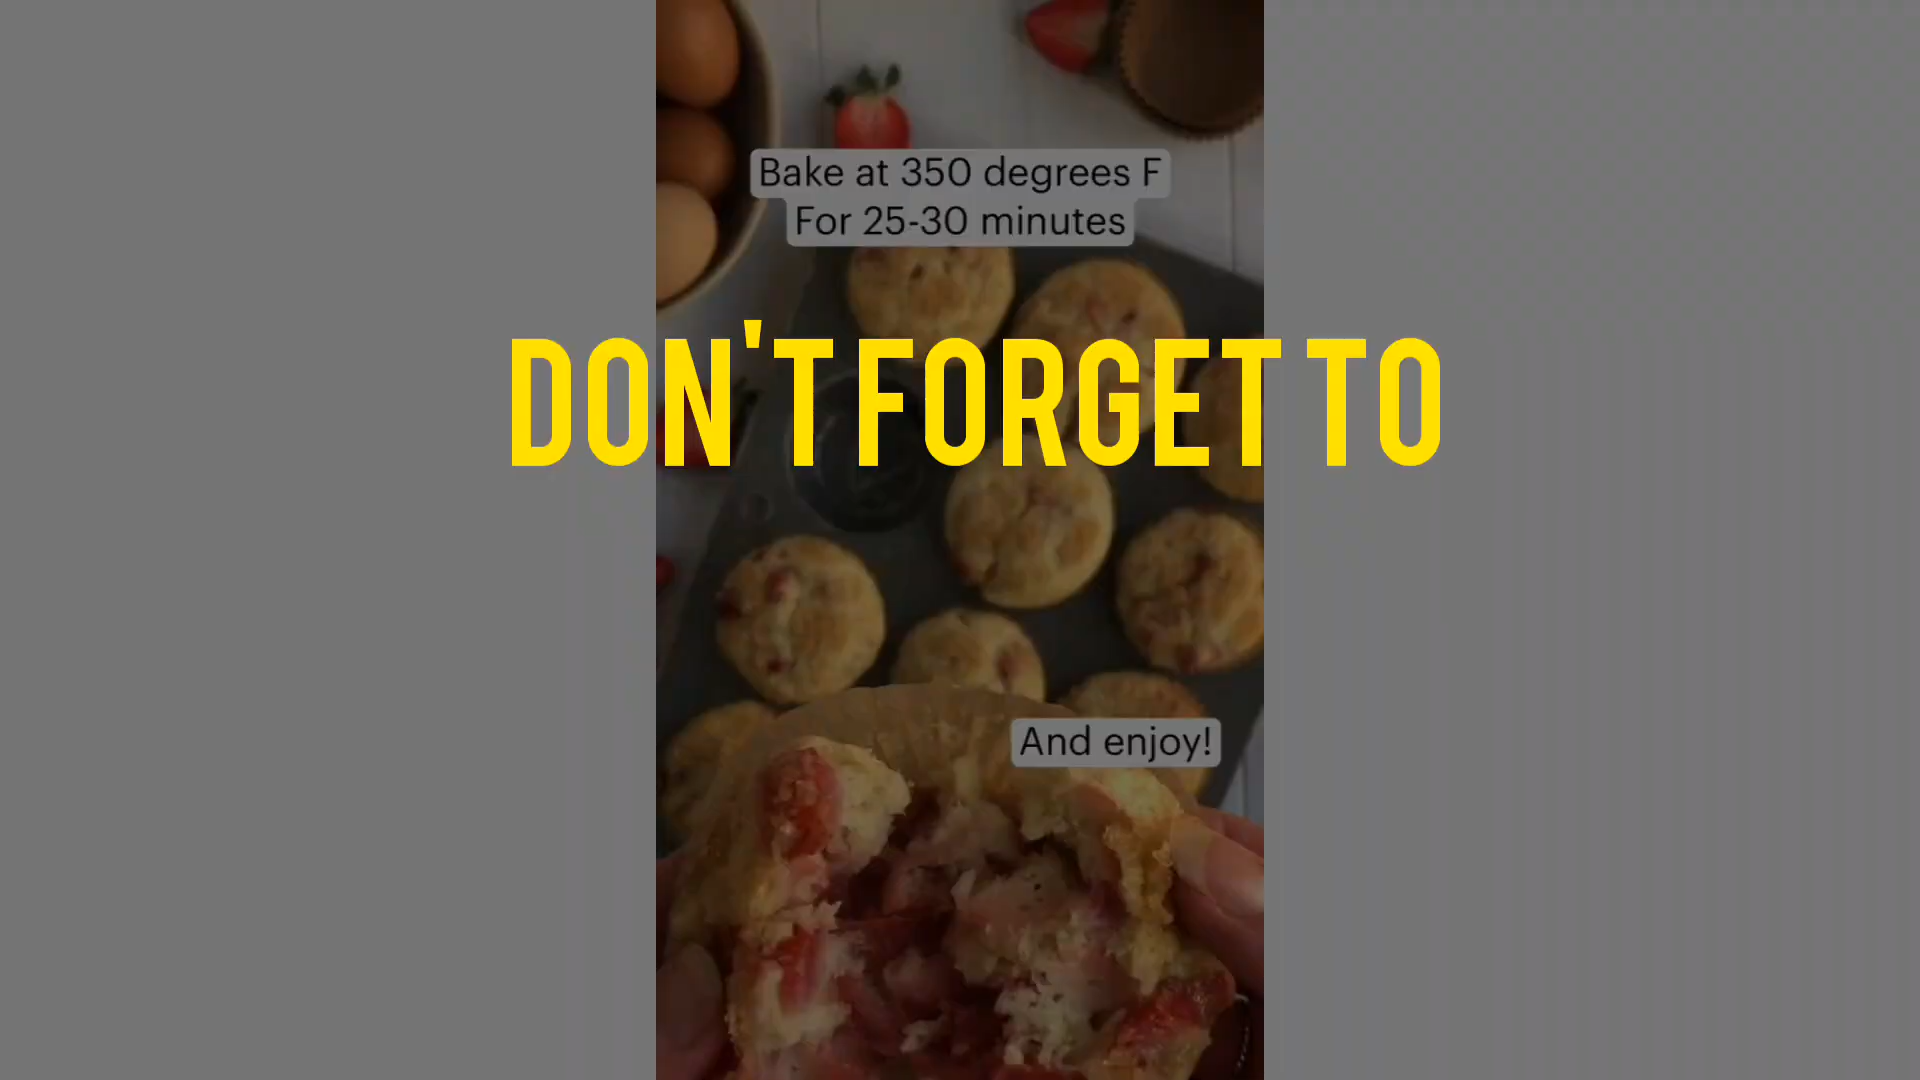 Bake at 350 degrees F
For 25-30 minutes
DON'T FORGET TO
And enjoy!